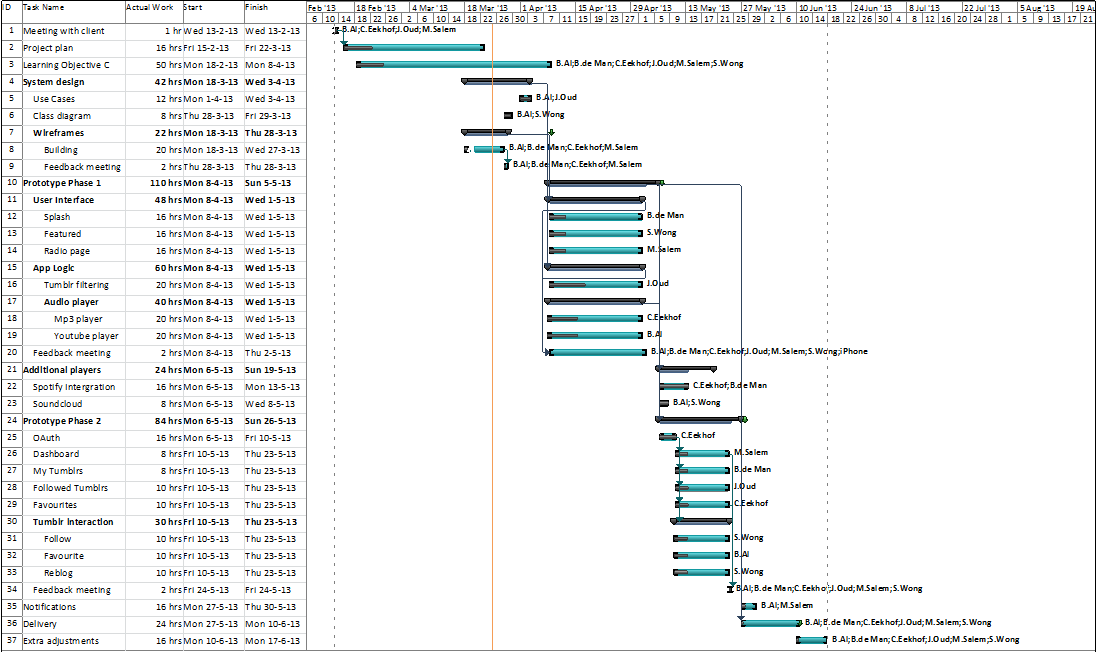 ID Task Name Actual Work Start Finish Feb '13 18 Feb '13 4 Mar '13 18 Mar '13 1 Apr '13 15 Apr '13 29 Apr '13 13 May '13 27 May '13 10 Jun '13 24 Jun '13 8 Jul '13 22 Jul '13 5 Aug '13 19 Au
6 10 14 18 22 26 2 6 10 14 18 22 26 30 3 7 11 15 19 23 27 1 5 9 13 17 21 25 29 2 6 10 14 18 22 26 30 4 8 12 16 20 24 28 1 5 9 13 17 21
1 Meeting with client 1 hr Wed 13-2-13 Wed 13-2-13 B.Al;C.Eekhof;J.Oud;M.Salem
2 Project plan 16 hrs Fri 15-2-13 Fri 22-3-13
3 Learning Objective C 50 hrs Mon 18-2-13 Mon 8-4-13 B.Al;B.de Man;C.Eekhof;J.Oud;M.Salem;S.Wong
4 System design 42 hrs Mon 18-3-13 Wed 3-4-13
5 Use Cases 12 hrs Mon 1-4-13 Wed 3-4-13 B.Al;J.Oud
6 Class diagram 8 hrs Thu 28-3-13 Fri 29-3-13 B.Al;S.Wong
7 Wireframes 22 hrs Mon 18-3-13 Thu 28-3-13
8 Building 20 hrs Mon 18-3-13 Wed 27-3-13 B.Al;B.de Man;C.Eekhof;M.Salem
9 Feedback meeting 2 hrs Thu 28-3-13 Thu 28-3-13 B.Al;B.de Man;C.Eekhof;M.Salem
10 Prototype Phase 1 110 hrs Mon 8-4-13 Sun 5-5-13
11 User Interface 48 hrs Mon 8-4-13 Wed 1-5-13
12 Splash 16 hrs Mon 8-4-13 Wed 1-5-13 B.de Man
13 Featured 16 hrs Mon 8-4-13 Wed 1-5-13 S.Wong
14 Radio page 16 hrs Mon 8-4-13 Wed 1-5-13 M.Salem
15 App Logic 60 hrs Mon 8-4-13 Wed 1-5-13
16 Tumblr filtering 20 hrs Mon 8-4-13 Wed 1-5-13 J.Oud
17 Audio player 40 hrs Mon 8-4-13 Wed 1-5-13
18 Mp3 player 20 hrs Mon 8-4-13 Wed 1-5-13 C.Eekhof
19 Youtube player 20 hrs Mon 8-4-13 Wed 1-5-13 B.Al
20 Feedback meeting 2 hrs Mon 8-4-13 Thu 2-5-13 B.Al;B.de Man;C.Eekhof;J.Oud;M.Salem;S.Wong;iPhone
21 Additional players 24 hrs Mon 6-5-13 Sun 19-5-13
22 Spotify Intergration 16 hrs Mon 6-5-13 Mon 13-5-13 C.Eekhof;B.de Man
23 Soundcloud 8 hrs Mon 6-5-13 Wed 8-5-13 B.Al;S.Wong
24 Prototype Phase 2 84 hrs Mon 6-5-13 Sun 26-5-13
25 OAuth 16 hrs Mon 6-5-13 Fri 10-5-13 C.Eekhof
26 Dashboard 8 hrs Fri 10-5-13 Thu 23-5-13 M.Salem
27 My Tumblrs 8 hrs Fri 10-5-13 Thu 23-5-13 B.de Man
28 Followed Tumblrs 10 hrs Fri 10-5-13 Thu 23-5-13 J.Oud
29 Favourites 10 hrs Fri 10-5-13 Thu 23-5-13 C.Eekhof
30 Tumblr interaction 30 hrs Fri 10-5-13 Thu 23-5-13
31 Follow 10 hrs Fri 10-5-13 Thu 23-5-13 S.Wong
32 Favourite 10 hrs Fri 10-5-13 Thu 23-5-13 B.Al
33 Reblog 10 hrs Fri 10-5-13 Thu 23-5-13 S.Wong
34 Feedback meeting 2 hrs Fri 24-5-13 Fri 24-5-13 B.Al;B.de Man;C.Eekhof;J.Oud;M.Salem;S.Wong
35 Notifications 16 hrs Mon 27-5-13 Thu 30-5-13 B.Al;M.Salem
36 Delivery 24 hrs Mon 27-5-13 Mon 10-6-13 B.Al;B.de Man;C.Eekhof;J.Oud;M.Salem;S.Wong
37 Extra adjustments 16 hrs Mon 10-6-13 Mon 17-6-13 B.Al;B.de Man;C.Eekhof;J.Oud;M.Salem;S.Wong